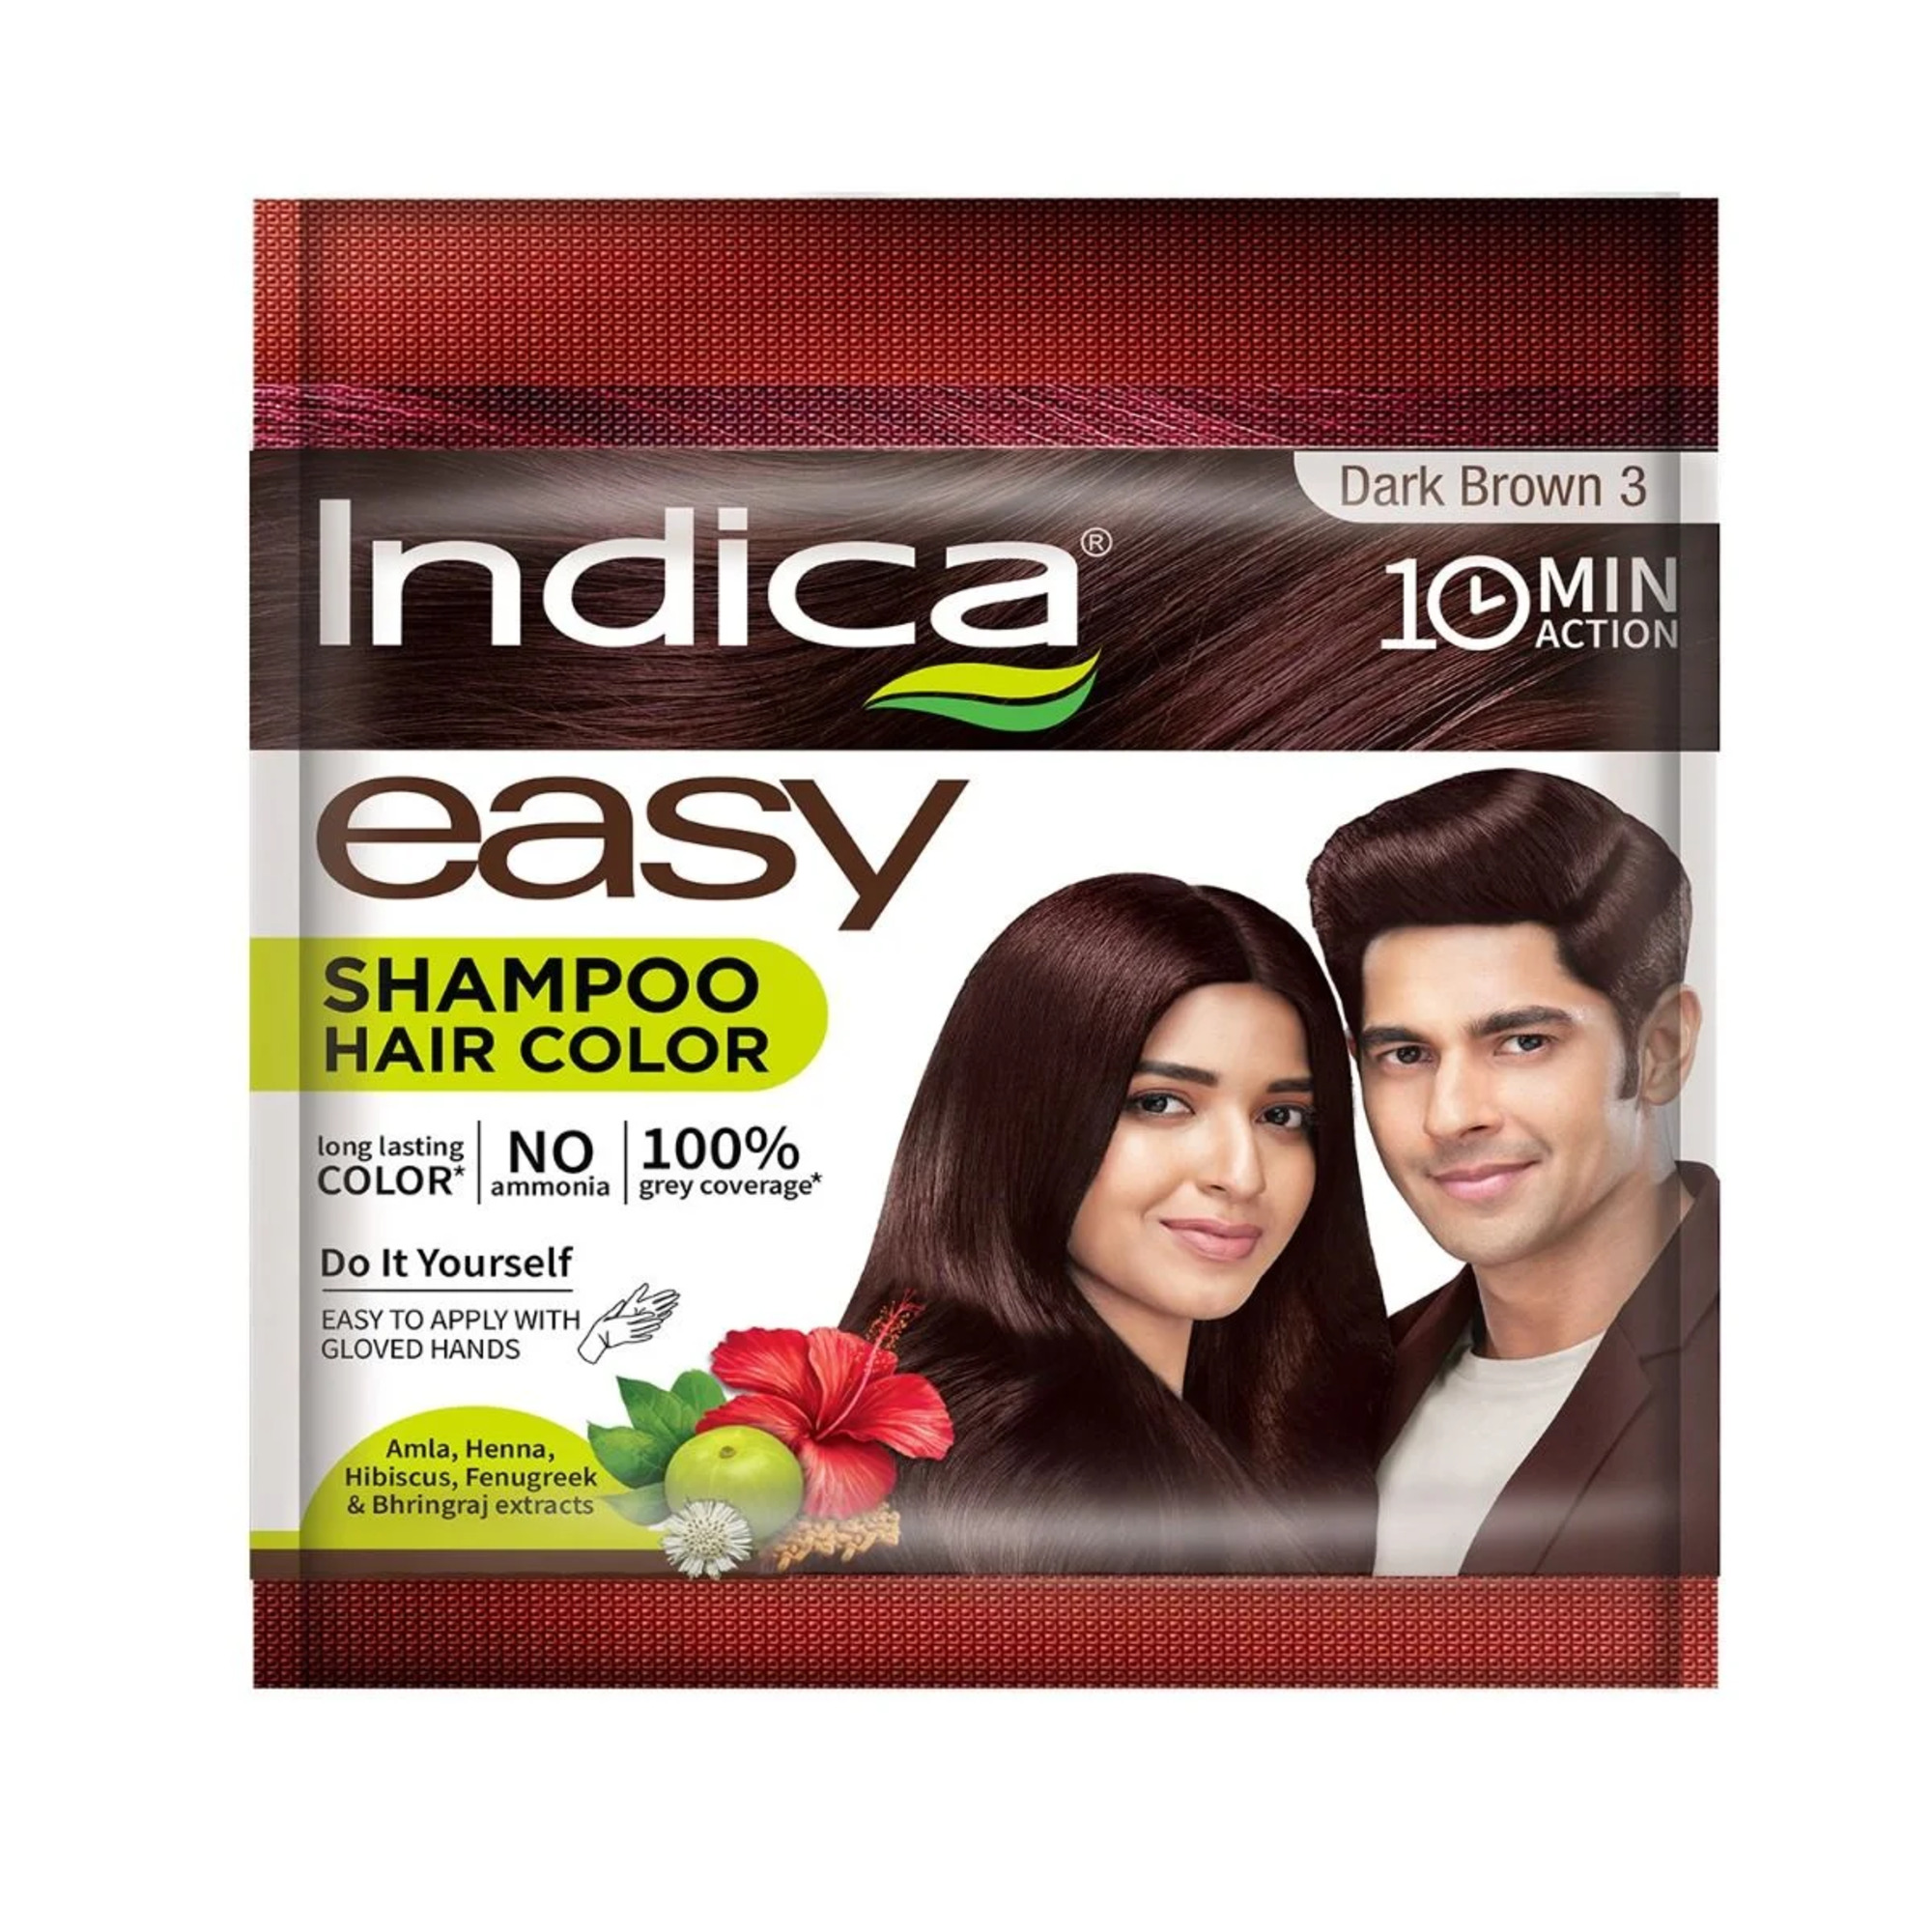 Dark Brown 3
Indica®
10 MIN
ACTION
easy
SHAMPOO
HAIR COLOR
long lasting
COLOR*
NO
ammonia
100%
grey coverage*
Do It Yourself
EASY TO APPLY WITH
GLOVED HANDS
Amla, Henna,
Hibiscus, Fenugreek
& Bhringraj extracts